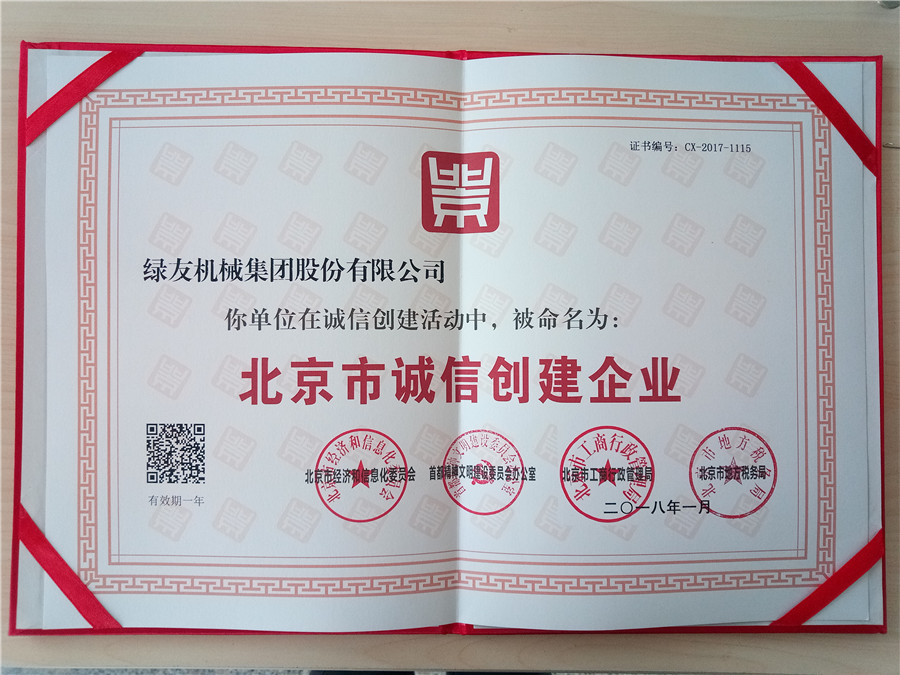 证书编号：CX-2017-1115
绿友机械集团股份有限公司
你单位在诚信创建活动中，被命名为：
北京市诚信创建企业
北京市经济和信息化委员会
首都精神文明建设委员会办公室
北京市工商行政管理局
北京市地方税务局
有效期一年
二〇一八年一月